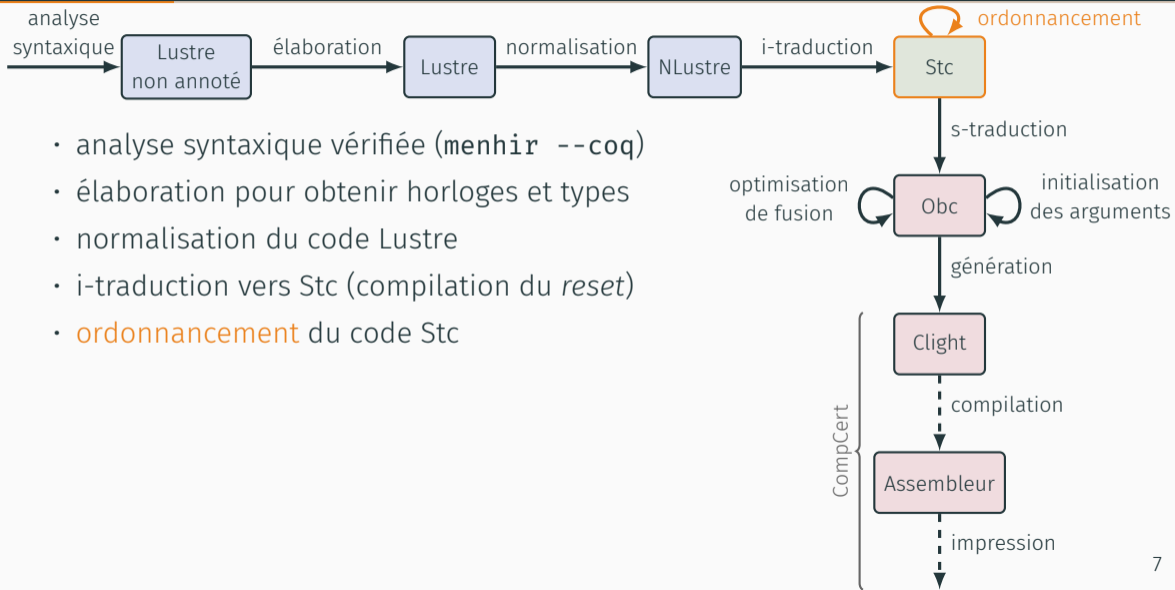 analyse
syntaxique
Lustre
non annoté
élaboration
Lustre
normalisation
NLustre
i-traduction
Stc
ordonnancement
s-traduction
• analyse syntaxique vérifiée (menhir --coq)
• élaboration pour obtenir horloges et types
• normalisation du code Lustre
• i-traduction vers Stc (compilation du reset)
• ordonnancement du code Stc
optimisation
de fusion
Obc
initialisation
des arguments
génération
Clight
compilation
CompCert
Assembleur
impression
7